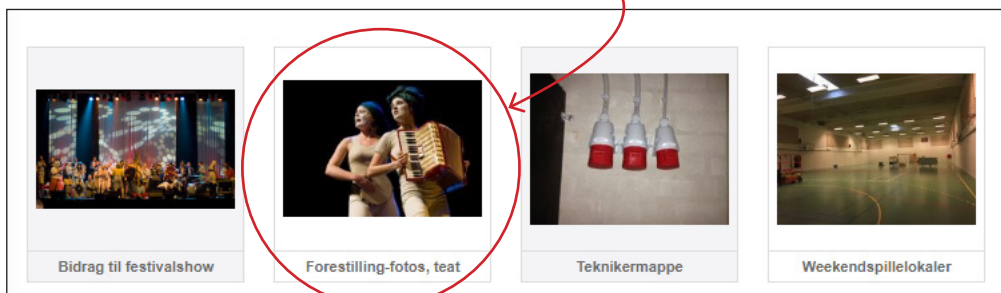 Bidrag til festivalshow
Forestilling-fotos, teat
Teknikermappe
Weekendspillelokaler